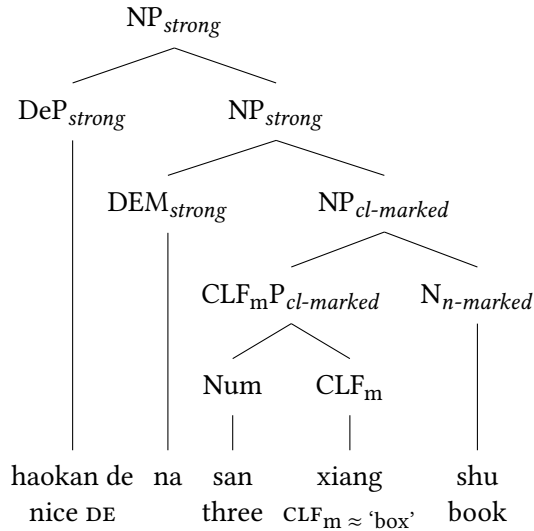 NP_strong
DeP_strong NP_strong
DEM_strong NP_cl-marked
CLF_mP_cl-marked N_n-marked
Num CLF_m
haokan de na san xiang shu
nice DE three CLF_m ≈ ‘box’ book